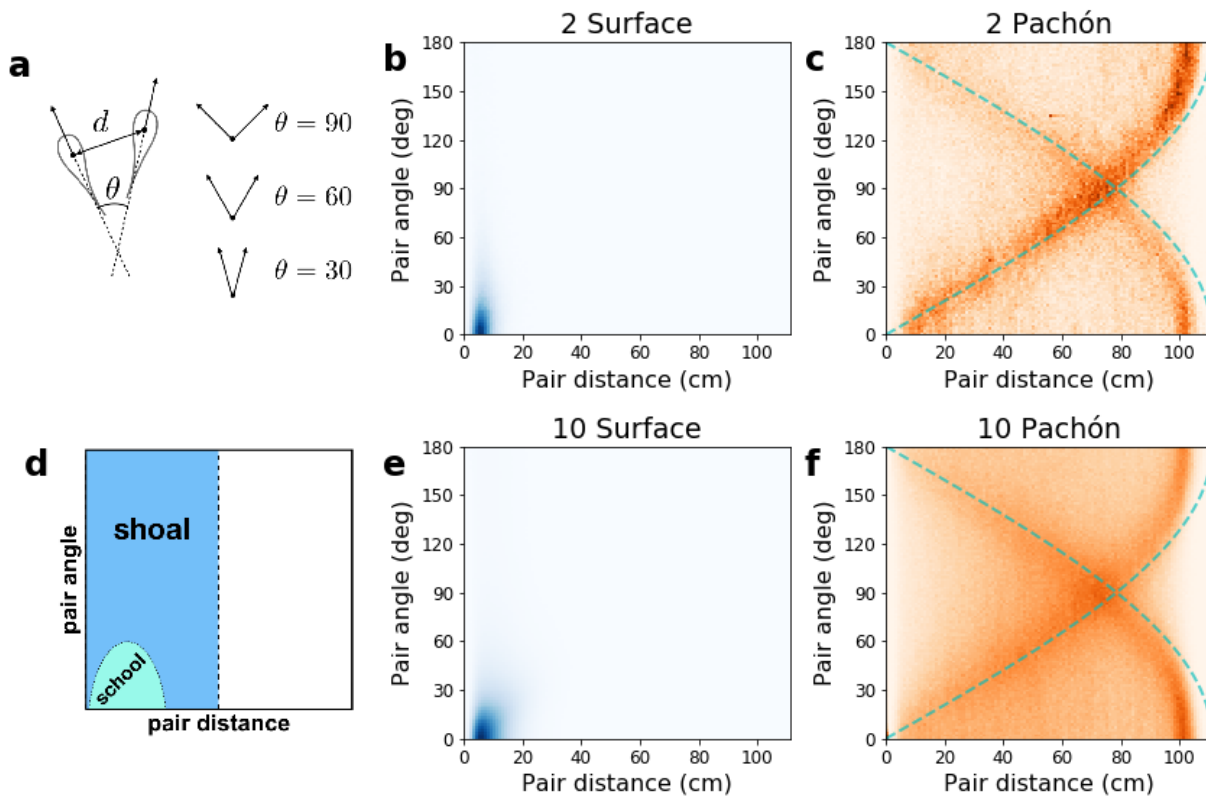 a
d
θ
θ = 90
θ = 60
θ = 30
b
2 Surface
Pair angle (deg)
180
150
120
90
60
30
0
0 20 40 60 80 100
Pair distance (cm)
c
2 Pachón
Pair angle (deg)
180
150
120
90
60
30
0
0 20 40 60 80 100
Pair distance (cm)
d
shoal
school
pair angle
pair distance
e
10 Surface
Pair angle (deg)
180
150
120
90
60
30
0
0 20 40 60 80 100
Pair distance (cm)
f
10 Pachón
Pair angle (deg)
180
150
120
90
60
30
0
0 20 40 60 80 100
Pair distance (cm)